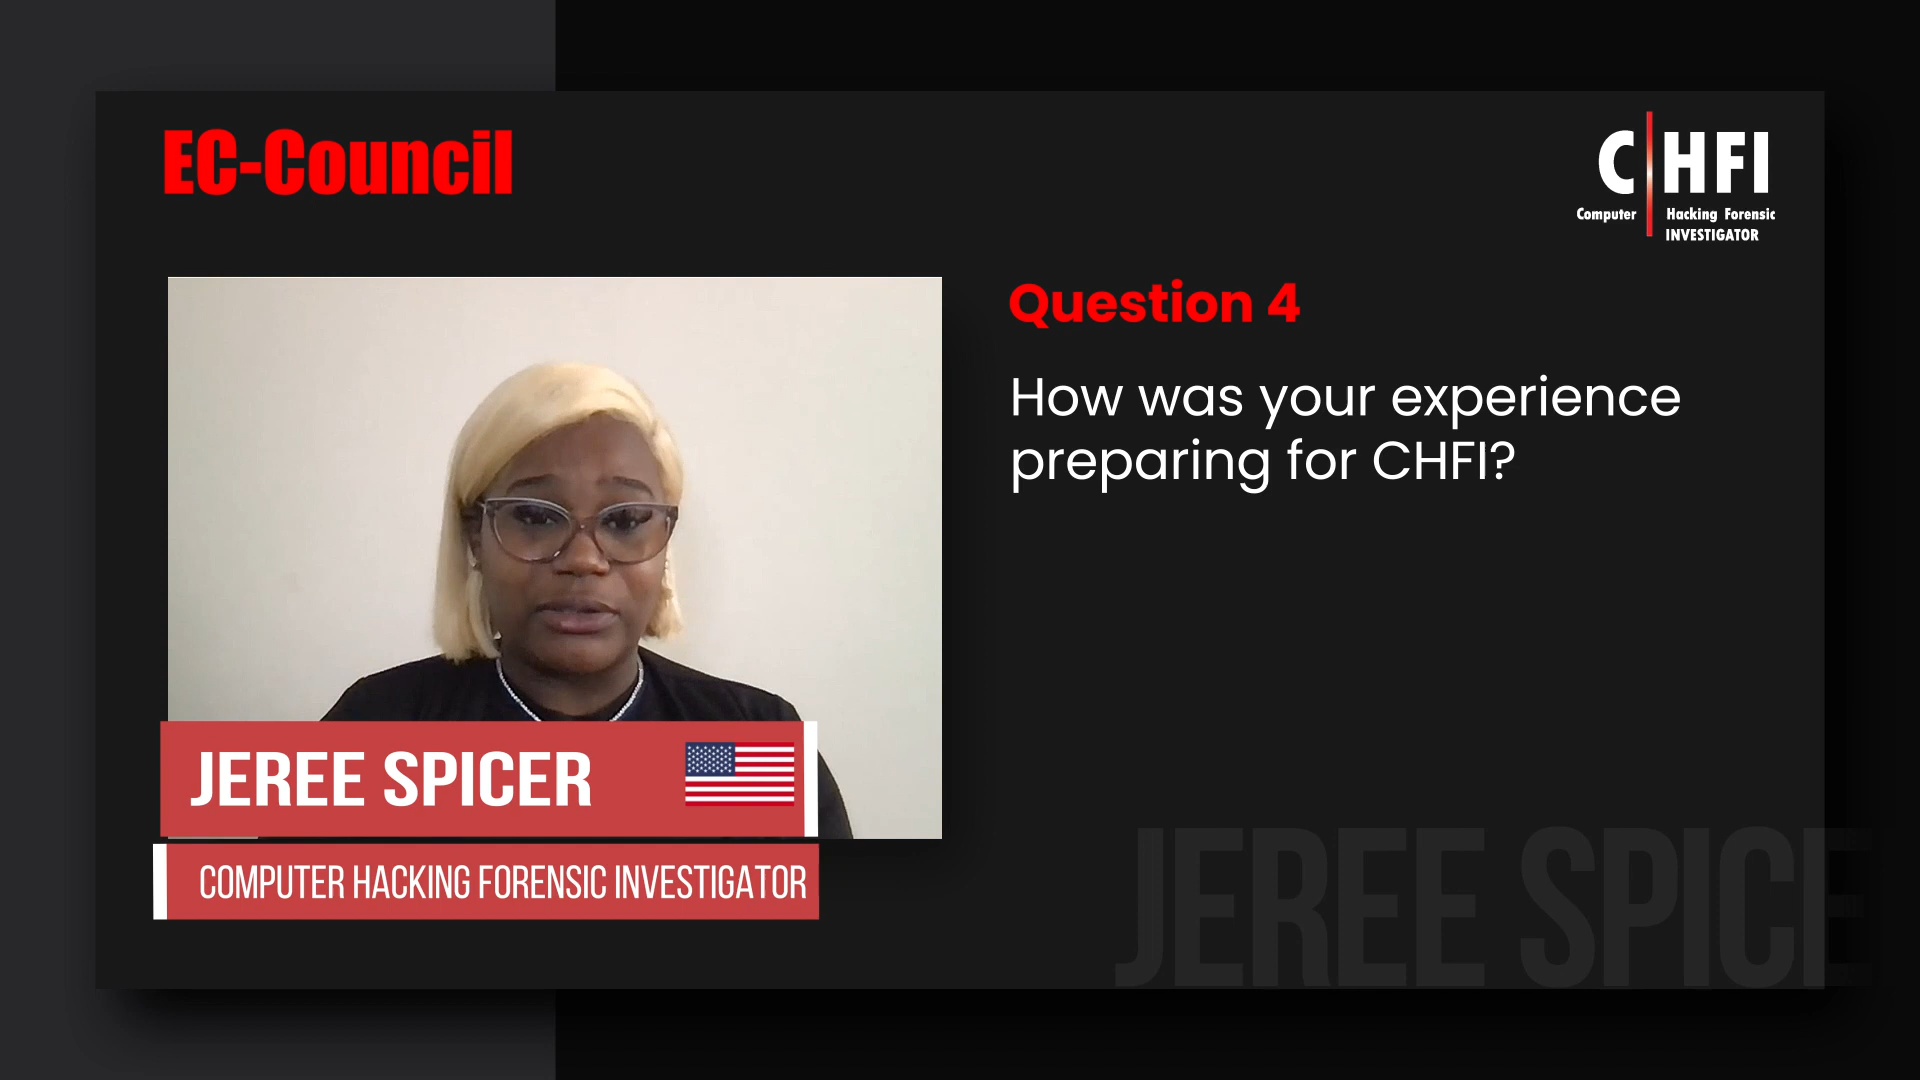 EC-Council
C|HFI
Computer Hacking Forensic
INVESTIGATOR
Question 4
How was your experience
preparing for CHFI?
JEREE SPICER
COMPUTER HACKING FORENSIC INVESTIGATOR
JEREE SPICE